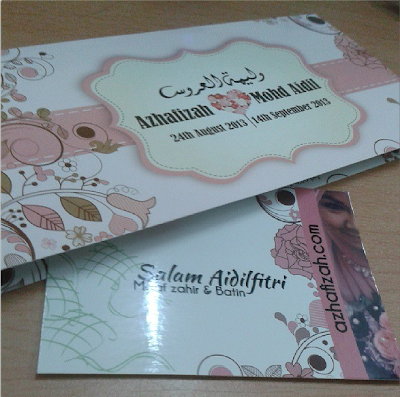 وليمة العروس
Azhafizah Mohd Aidil
24th August 2013 | 14th September 2013
Salam Aidilfitri
Maaf zahir & Batin
azhafizah.com